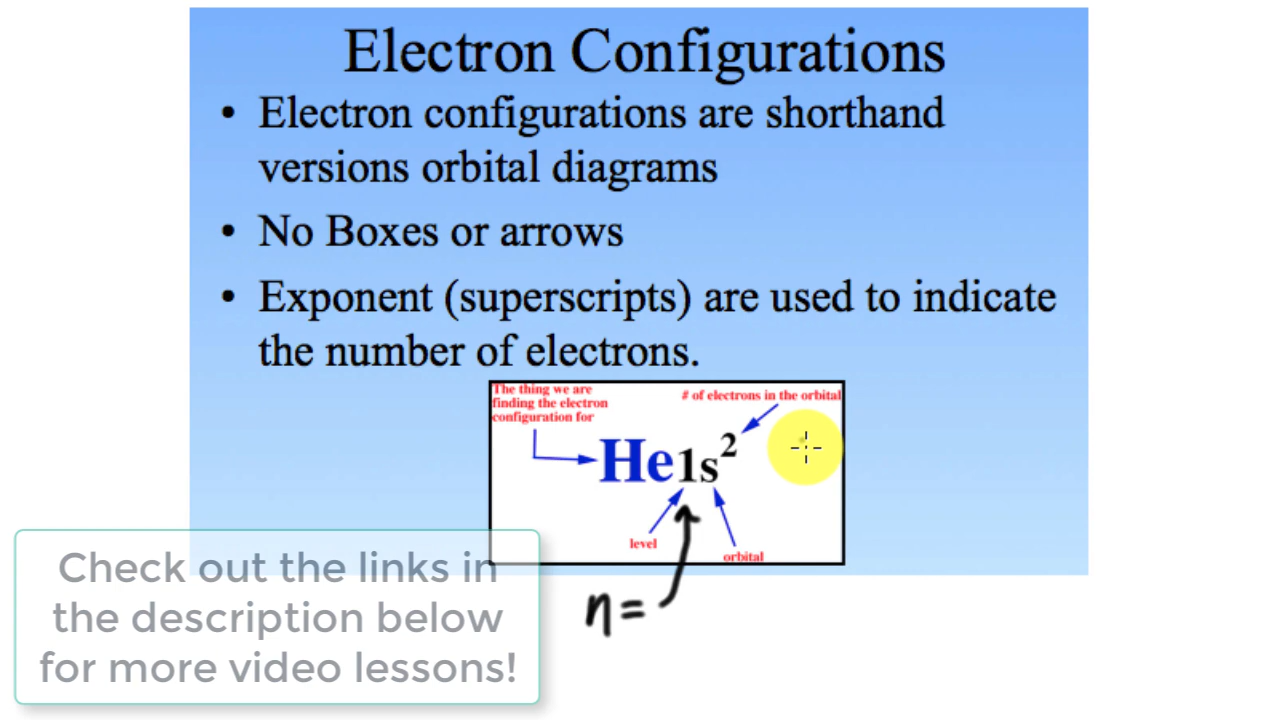 Electron Configurations
• Electron configurations are shorthand
versions orbital diagrams
• No Boxes or arrows
• Exponent (superscripts) are used to indicate
the number of electrons.
The thing we are
finding the electron
configuration for
# of electrons in the orbital
He1s²
level
orbital
n=
Check out the links in
the description below
for more video lessons!